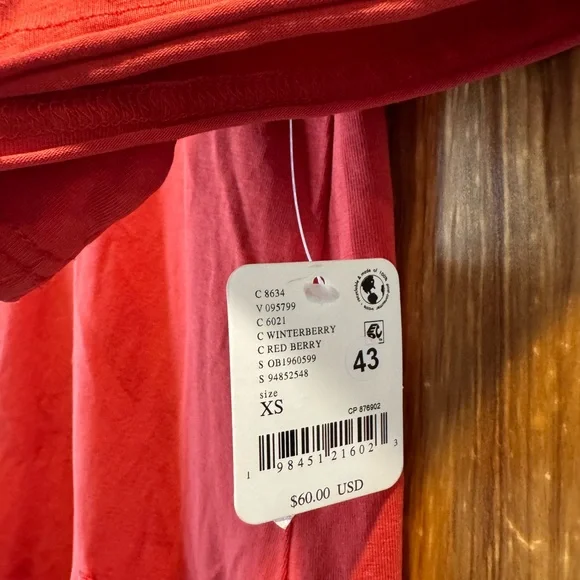 C 8634
V 095799
C 6021
C WINTERBERRY
C RED BERRY
S OB1960599
S 94852548
size
XS
43
CP 876902
1 98451 21602 3
$60.00 USD